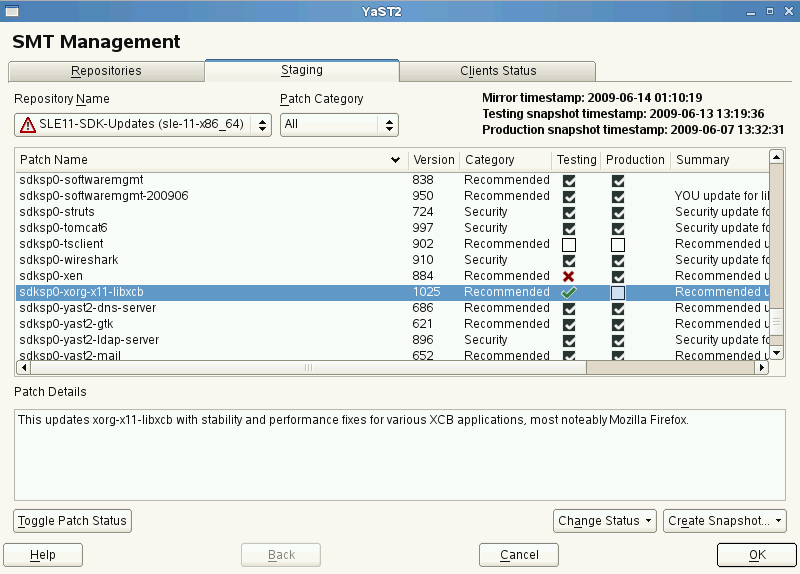 YaST2
SMT Management
Repositories Staging Clients Status
Repository Name Patch Category Mirror timestamp: 2009-06-14 01:10:19
Testing snapshot timestamp: 2009-06-13 13:19:36
SLE11-SDK-Updates (sle-11-x86_64) All
Production snapshot timestamp: 2009-06-07 13:32:31
Patch Name Version Category Testing Production Summary
sdksp0-softwaremgmt 838 Recommended
sdksp0-softwaremgmt-200906 950 Recommended YOU update for li
sdksp0-struts 724 Security Security update fo
sdksp0-tomcat6 997 Security Security update fo
sdksp0-tsclient 902 Recommended Recommended u
sdksp0-wireshark 910 Security Security update fo
sdksp0-xen 884 Recommended Recommended u
sdksp0-xorg-x11-libxcb 1025 Recommended Recommended u
sdksp0-yast2-dns-server 686 Recommended Recommended u
sdksp0-yast2-gtk 621 Recommended Recommended u
sdksp0-yast2-ldap-server 896 Security Security update fo
sdksp0-yast2-mail 652 Recommended Recommended u
Patch Details
This updates xorg-x11-libxcb with stability and performance fixes for various XCB applications, most noteably Mozilla Firefox.
Toggle Patch Status Change Status Create Snapshot...
Help Back Cancel OK